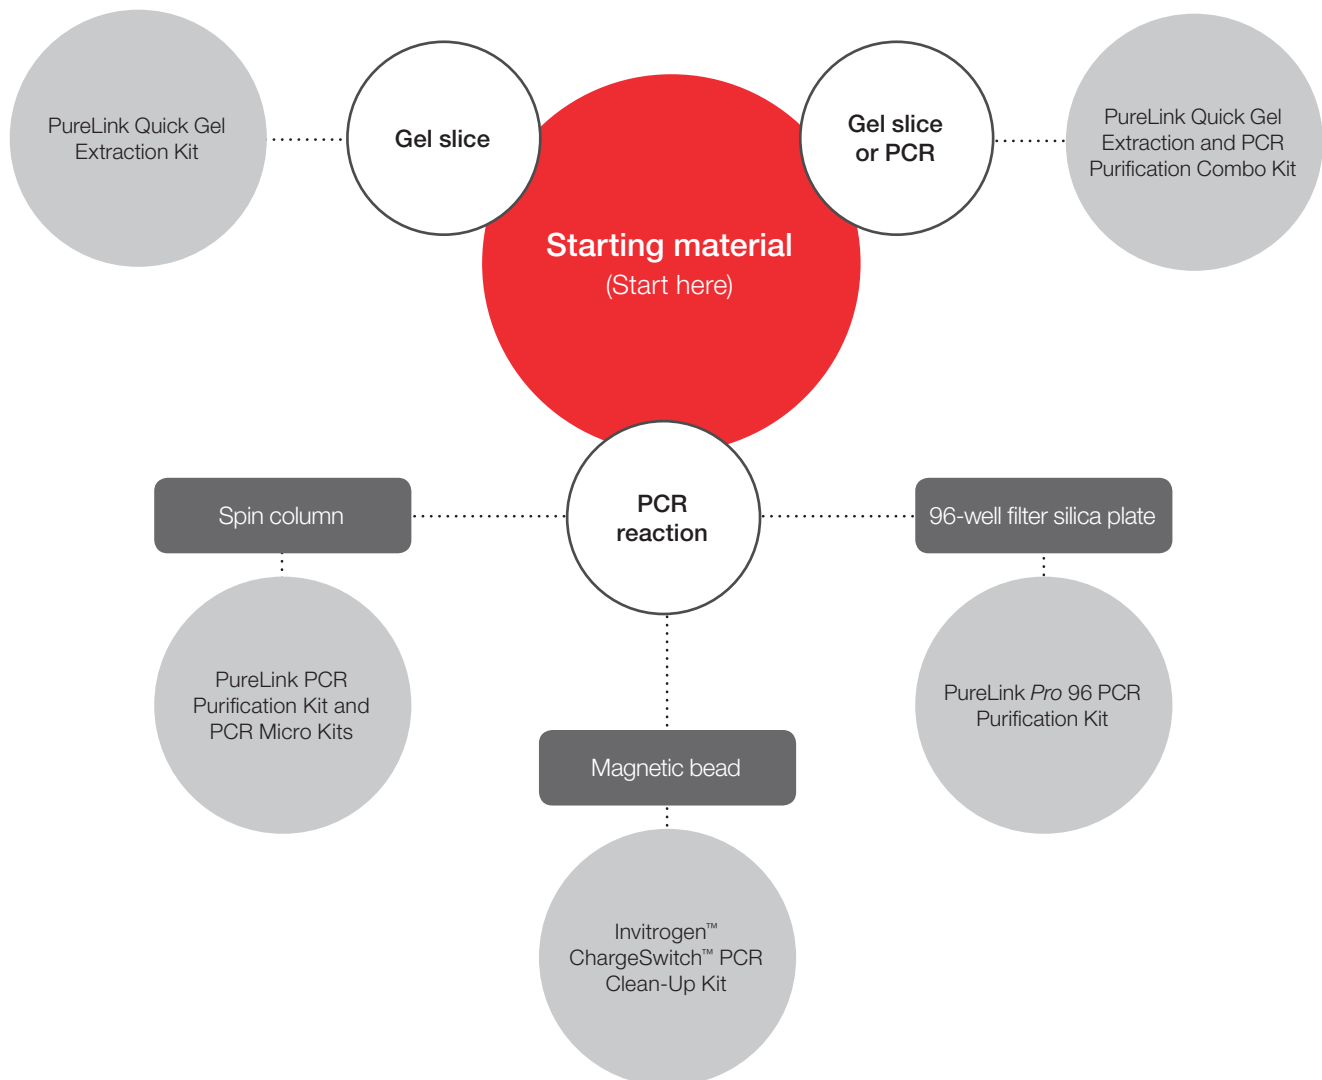 PureLink Quick Gel
Extraction Kit
Gel slice
Gel slice
or PCR
PureLink Quick Gel
Extraction and PCR
Purification Combo Kit
Starting material
(Start here)
Spin column
PCR
reaction
96-well filter silica plate
PureLink PCR
Purification Kit and
PCR Micro Kits
PureLink Pro 96 PCR
Purification Kit
Magnetic bead
Invitrogen™
ChargeSwitch™ PCR
Clean-Up Kit